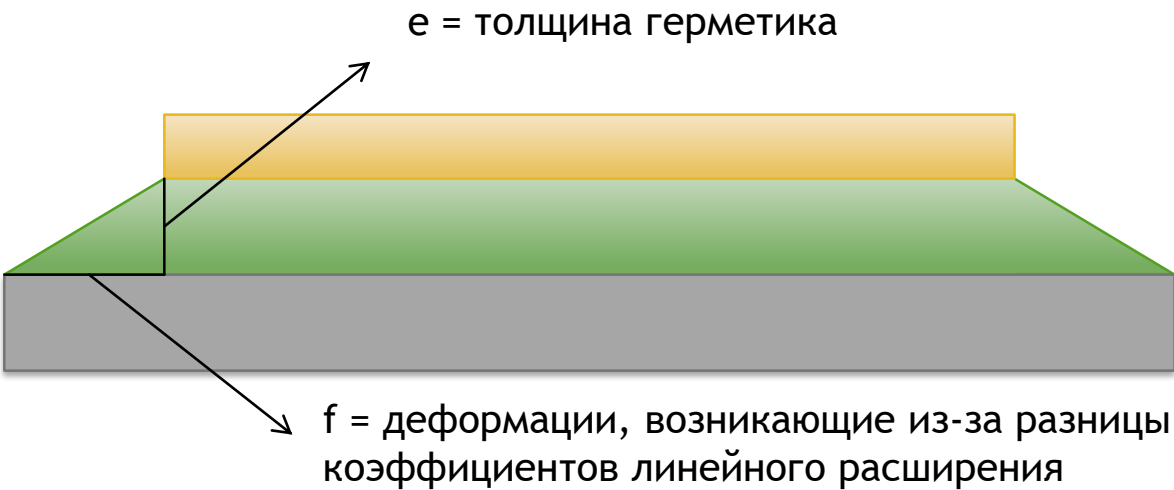 e = толщина герметика
f = деформации, возникающие из-за разницы
коэффициентов линейного расширения